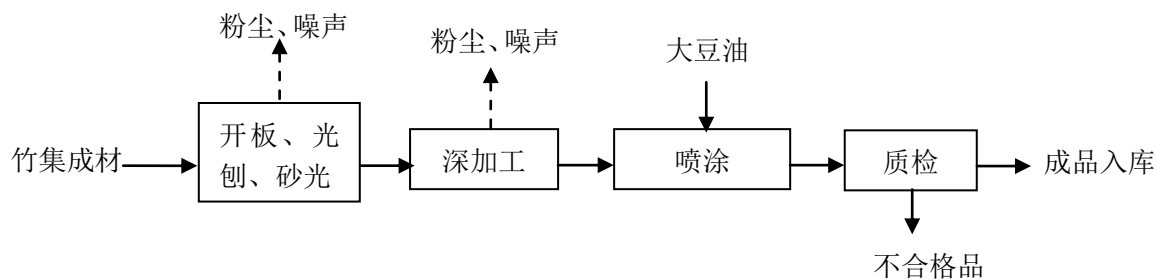 粉尘、噪声
粉尘、噪声
大豆油
竹集成材
开板、光
刨、砂光
深加工
喷涂
质检
成品入库
不合格品